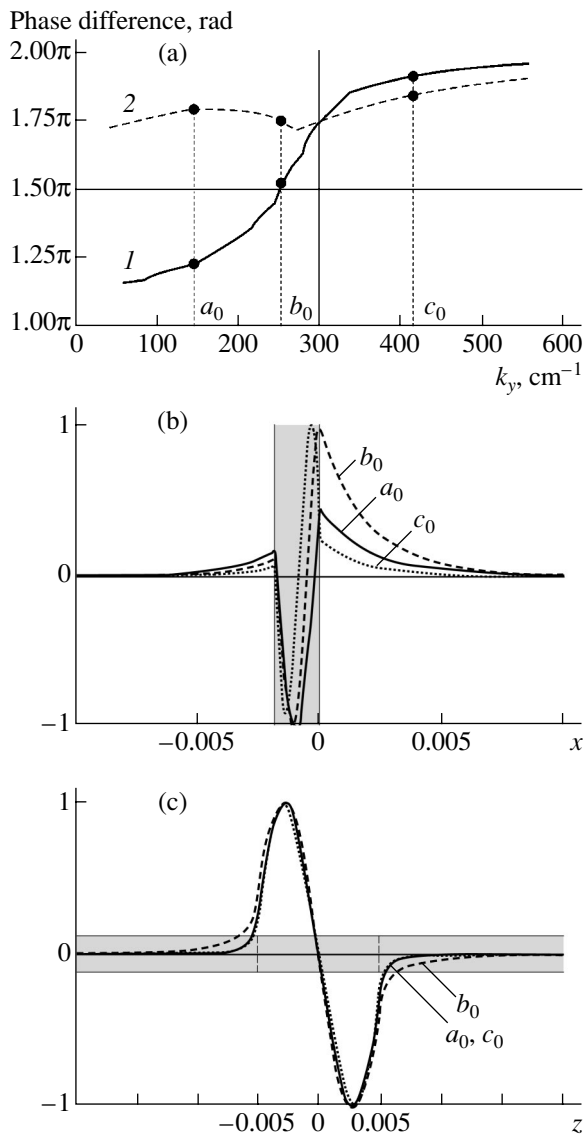 Phase difference, rad
2.00π
(a)
2
1.75π
1.50π
1
1.25π
a₀
b₀
c₀
1.00π
0
100
200
300
400
500
600
k_y, cm⁻¹
1
(b)
b₀
a₀
c₀
0
−1
−0.005
0
0.005
x
1
(c)
0
b₀
a₀, c₀
−1
−0.005
0
0.005
z